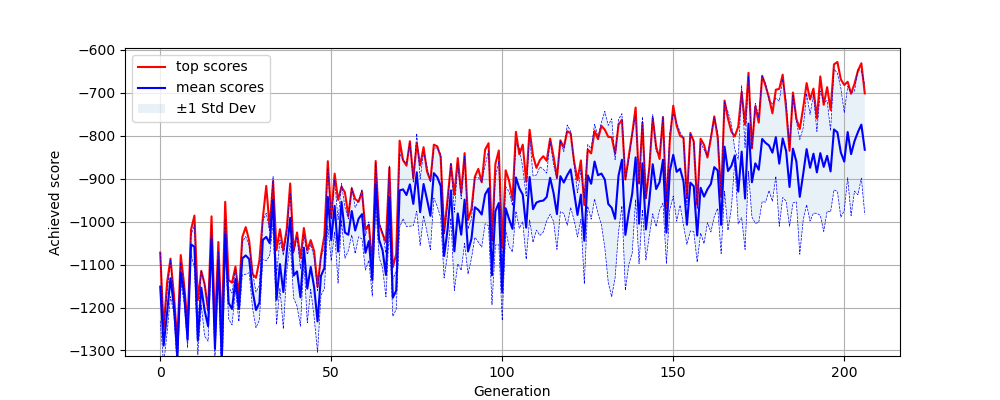 −600
−700
−800
−900
−1000
−1100
−1200
−1300
Achieved score
top scores
mean scores
±1 Std Dev
0
50
100
150
200
Generation